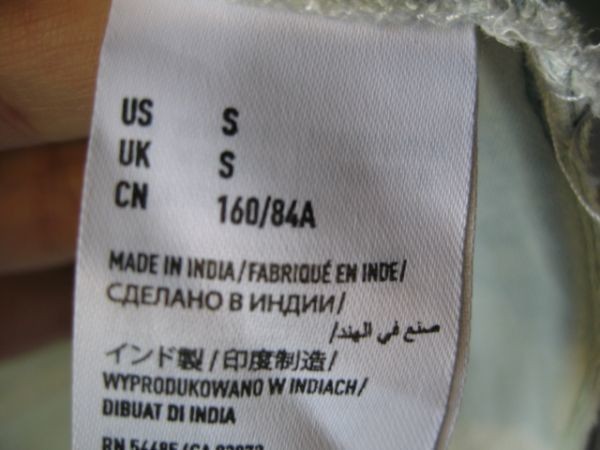 US S
UK S
CN 160/84A
MADE IN INDIA/FABRIQUÉ EN INDE/
СДЕЛАНО В ИНДИИ/
صنع في الهند/
インド製/印度制造/
WYPRODUKOWANO W INDIACH/
DIBUAT DI INDIA